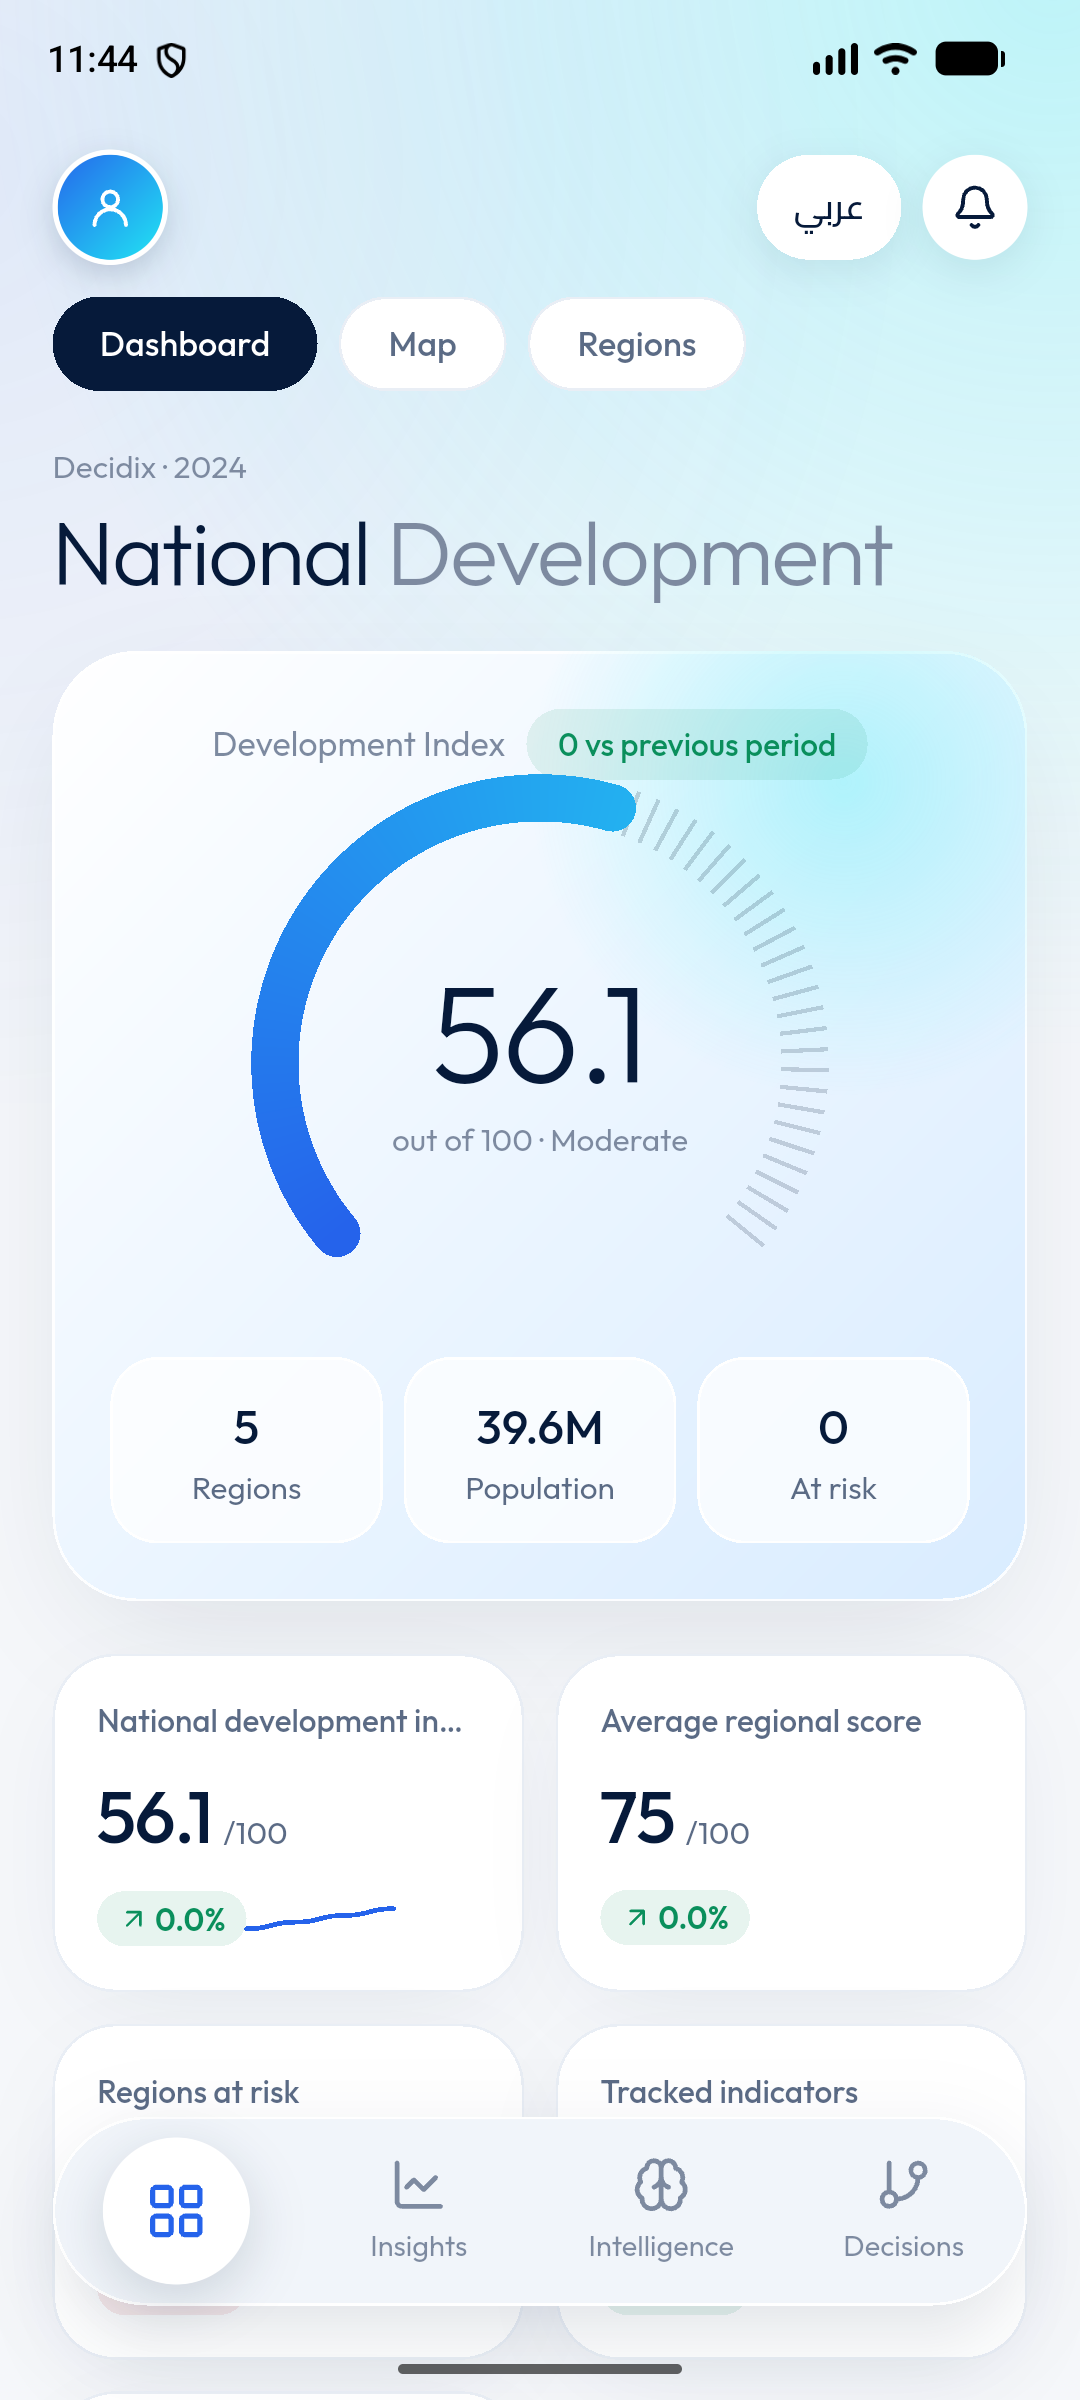 11:44
عربي
Dashboard
Map
Regions
Decidix · 2024
National Development
Development Index
0 vs previous period
56.1
out of 100 · Moderate
5
Regions
39.6M
Population
0
At risk
National development in...
56.1 /100
0.0%
Average regional score
75 /100
0.0%
Regions at risk
Tracked indicators
Insights
Intelligence
Decisions